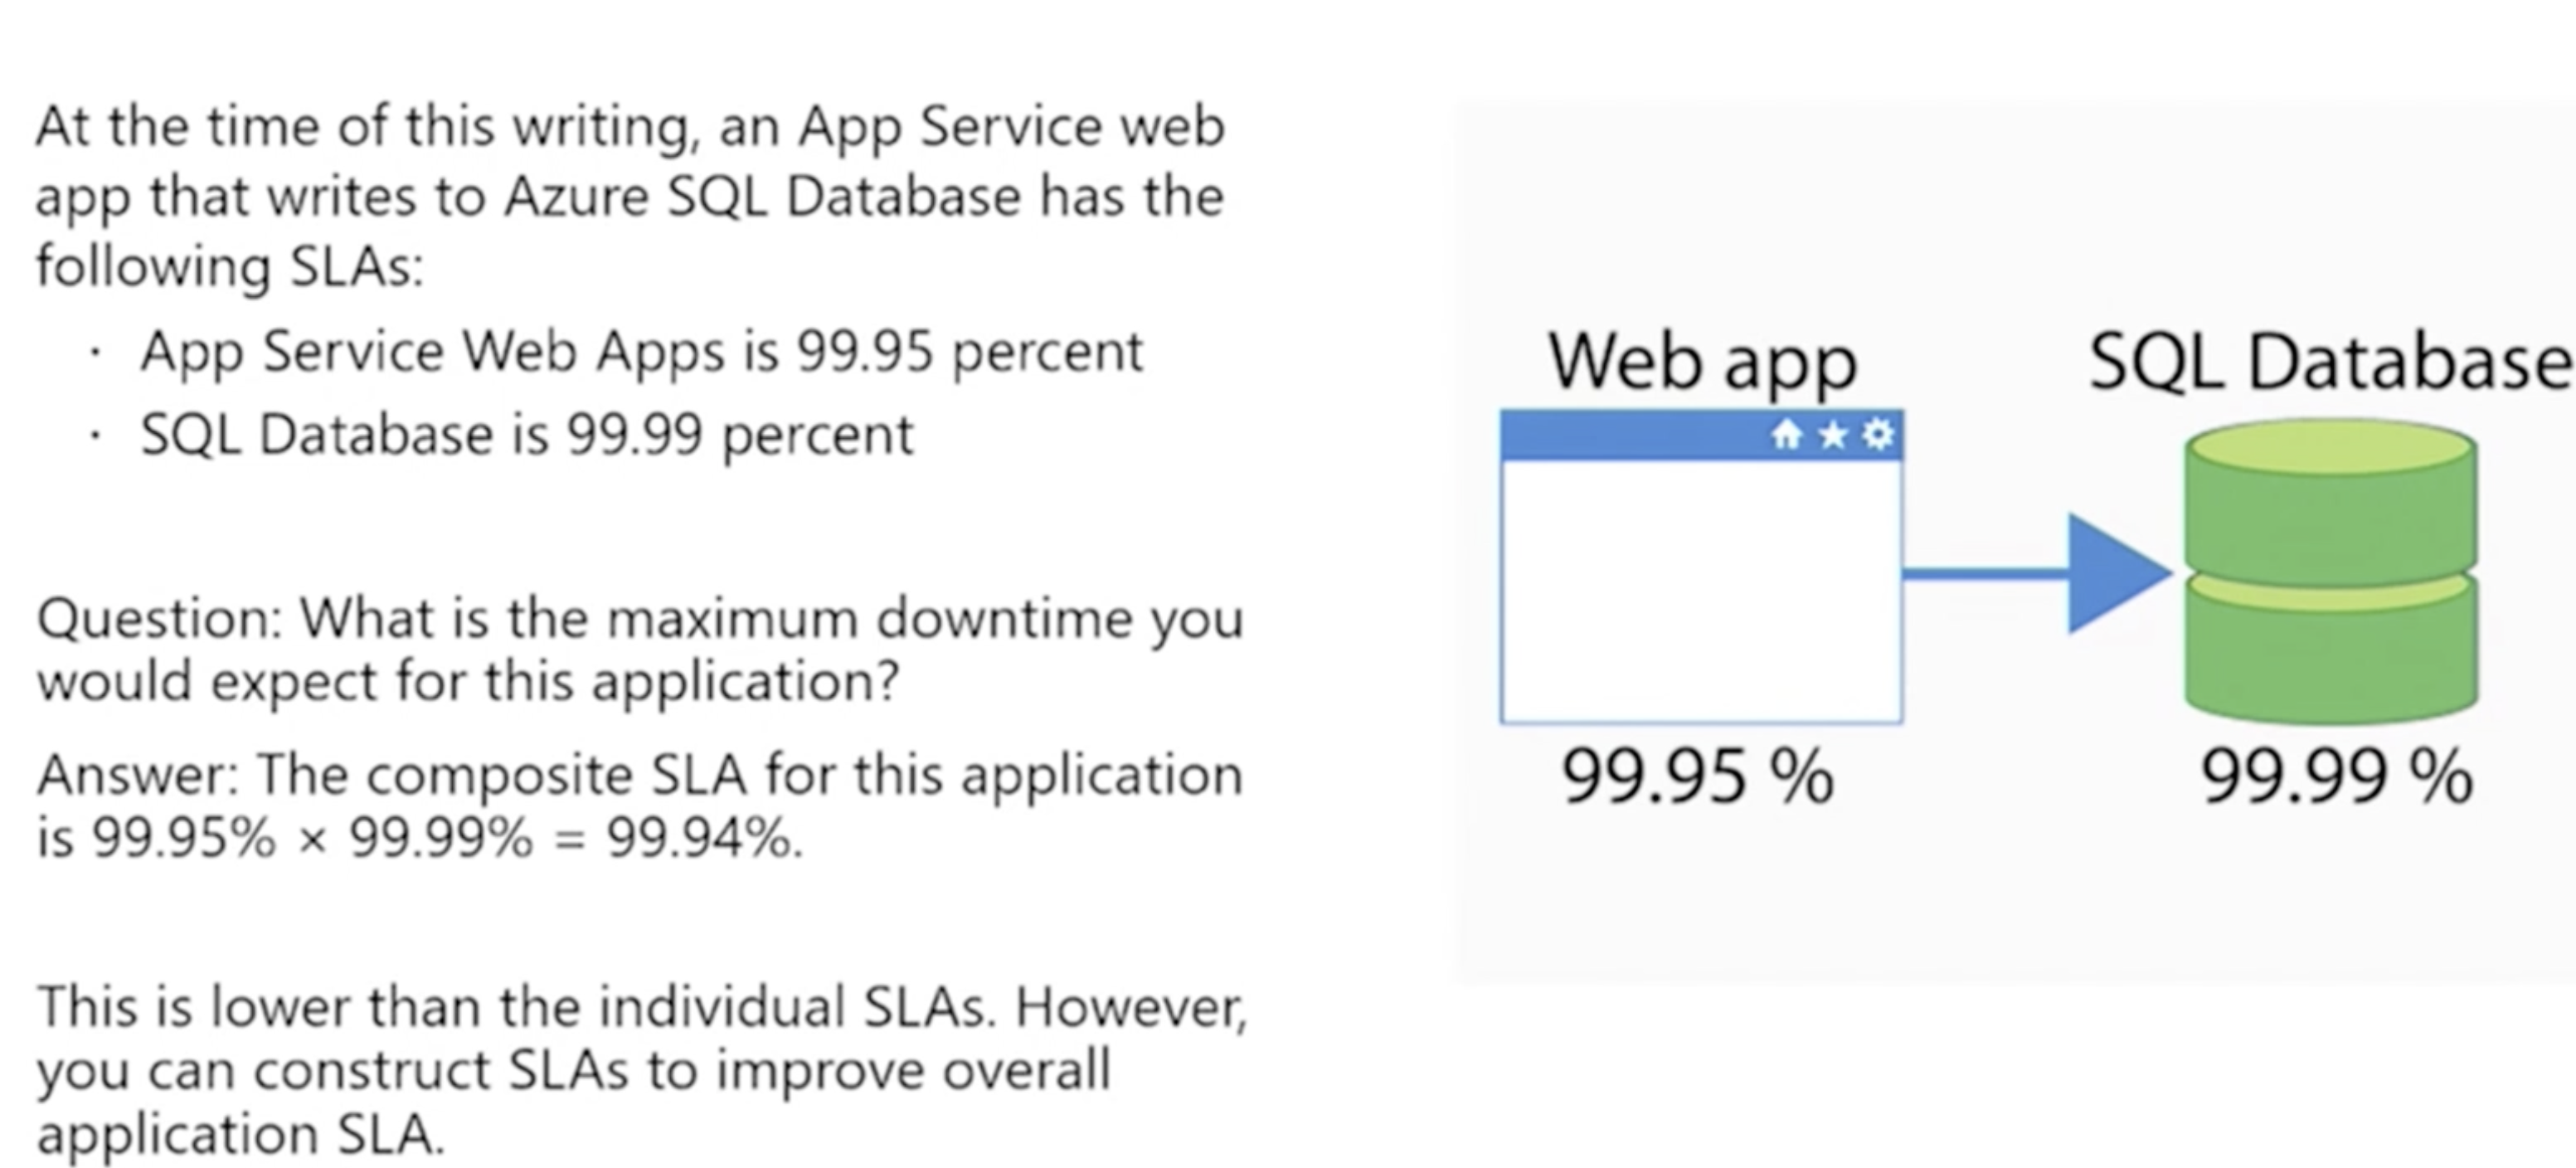 At the time of this writing, an App Service web
app that writes to Azure SQL Database has the
following SLAs:
· App Service Web Apps is 99.95 percent
· SQL Database is 99.99 percent
Question: What is the maximum downtime you
would expect for this application?
Answer: The composite SLA for this application
is 99.95% × 99.99% = 99.94%.
This is lower than the individual SLAs. However,
you can construct SLAs to improve overall
application SLA.
Web app
SQL Database
99.95 %
99.99 %